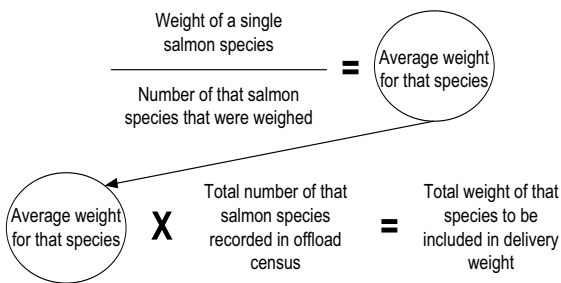 Weight of a single
salmon species
=
Average weight
for that species
Number of that salmon
species that were weighed
Average weight
for that species
X
Total number of that
salmon species
recorded in offload
census
=
Total weight of that
species to be
included in delivery
weight